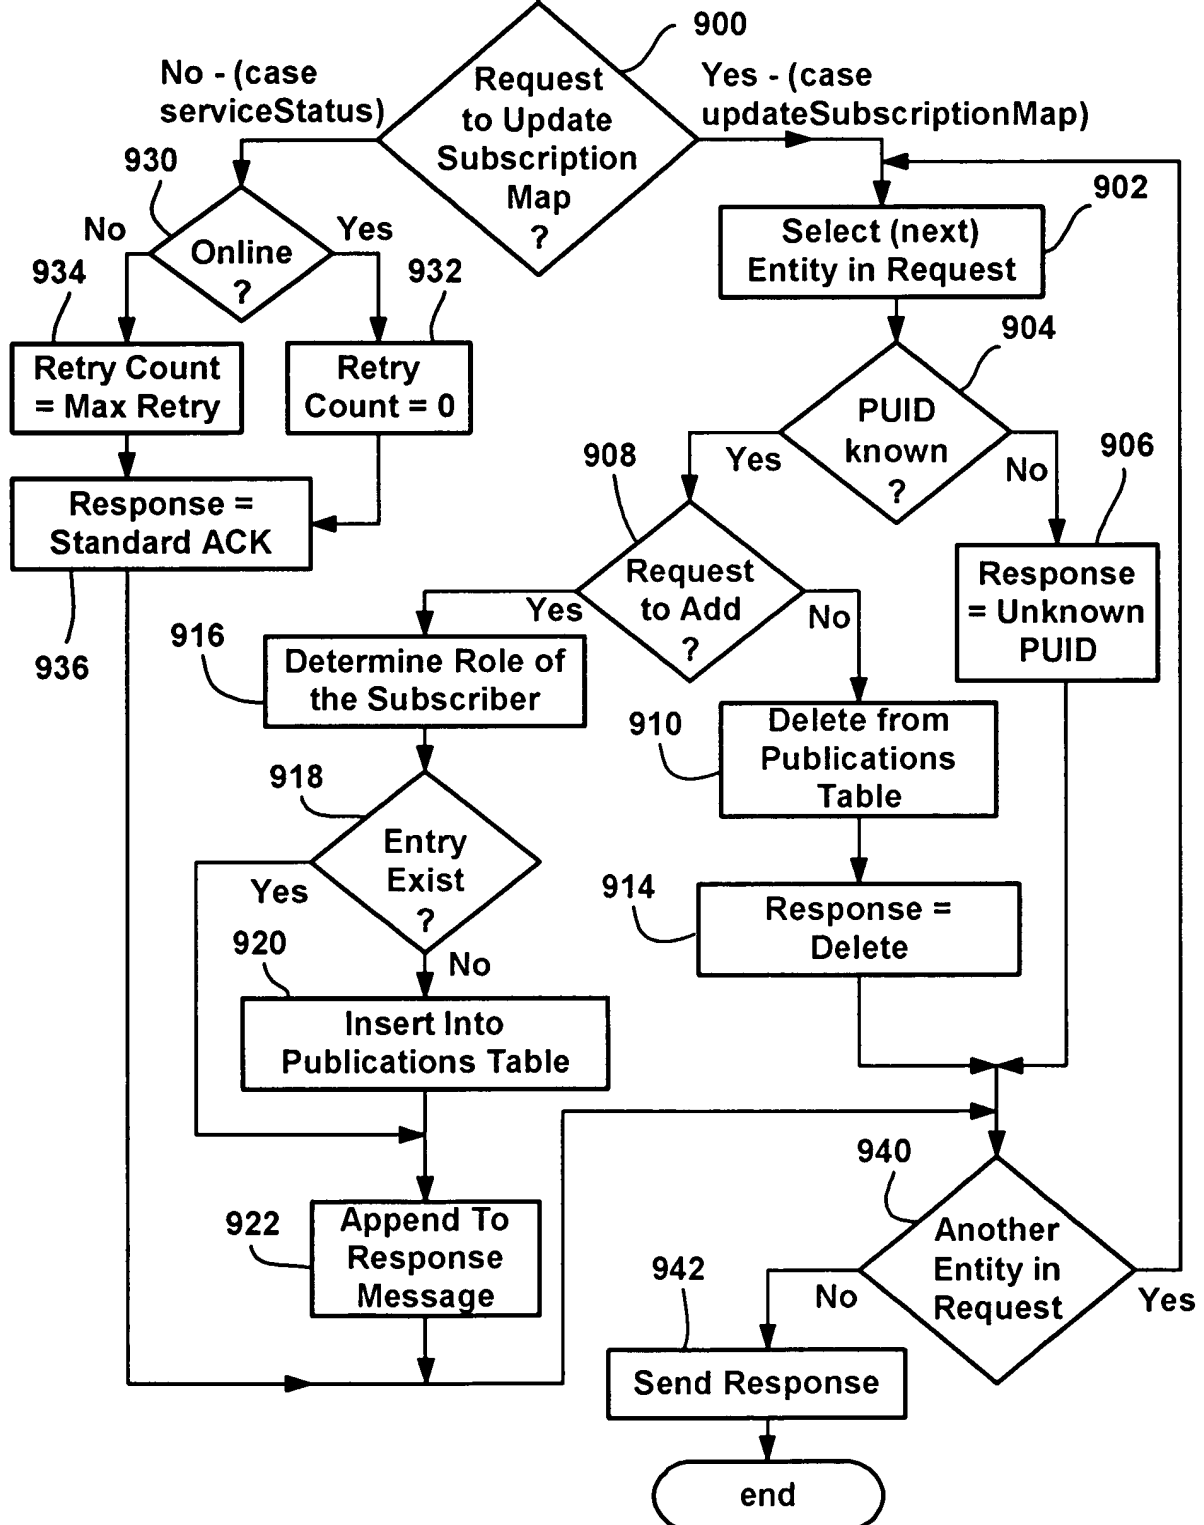 900
Request
to Update
Subscription
Map
?
No - (case
serviceStatus)
Yes - (case
updateSubscriptionMap)
930
Online
?
No
Yes
934
Retry Count
= Max Retry
932
Retry
Count = 0
Response =
Standard ACK
936
902
Select (next)
Entity in Request
904
PUID
known
?
Yes
No
906
Response
= Unknown
PUID
908
Request
to Add
?
Yes
No
916
Determine Role of
the Subscriber
910
Delete from
Publications
Table
918
Entry
Exist
?
Yes
No
914
Response =
Delete
920
Insert Into
Publications Table
922
Append To
Response
Message
940
Another
Entity in
Request
No
Yes
942
Send Response
end